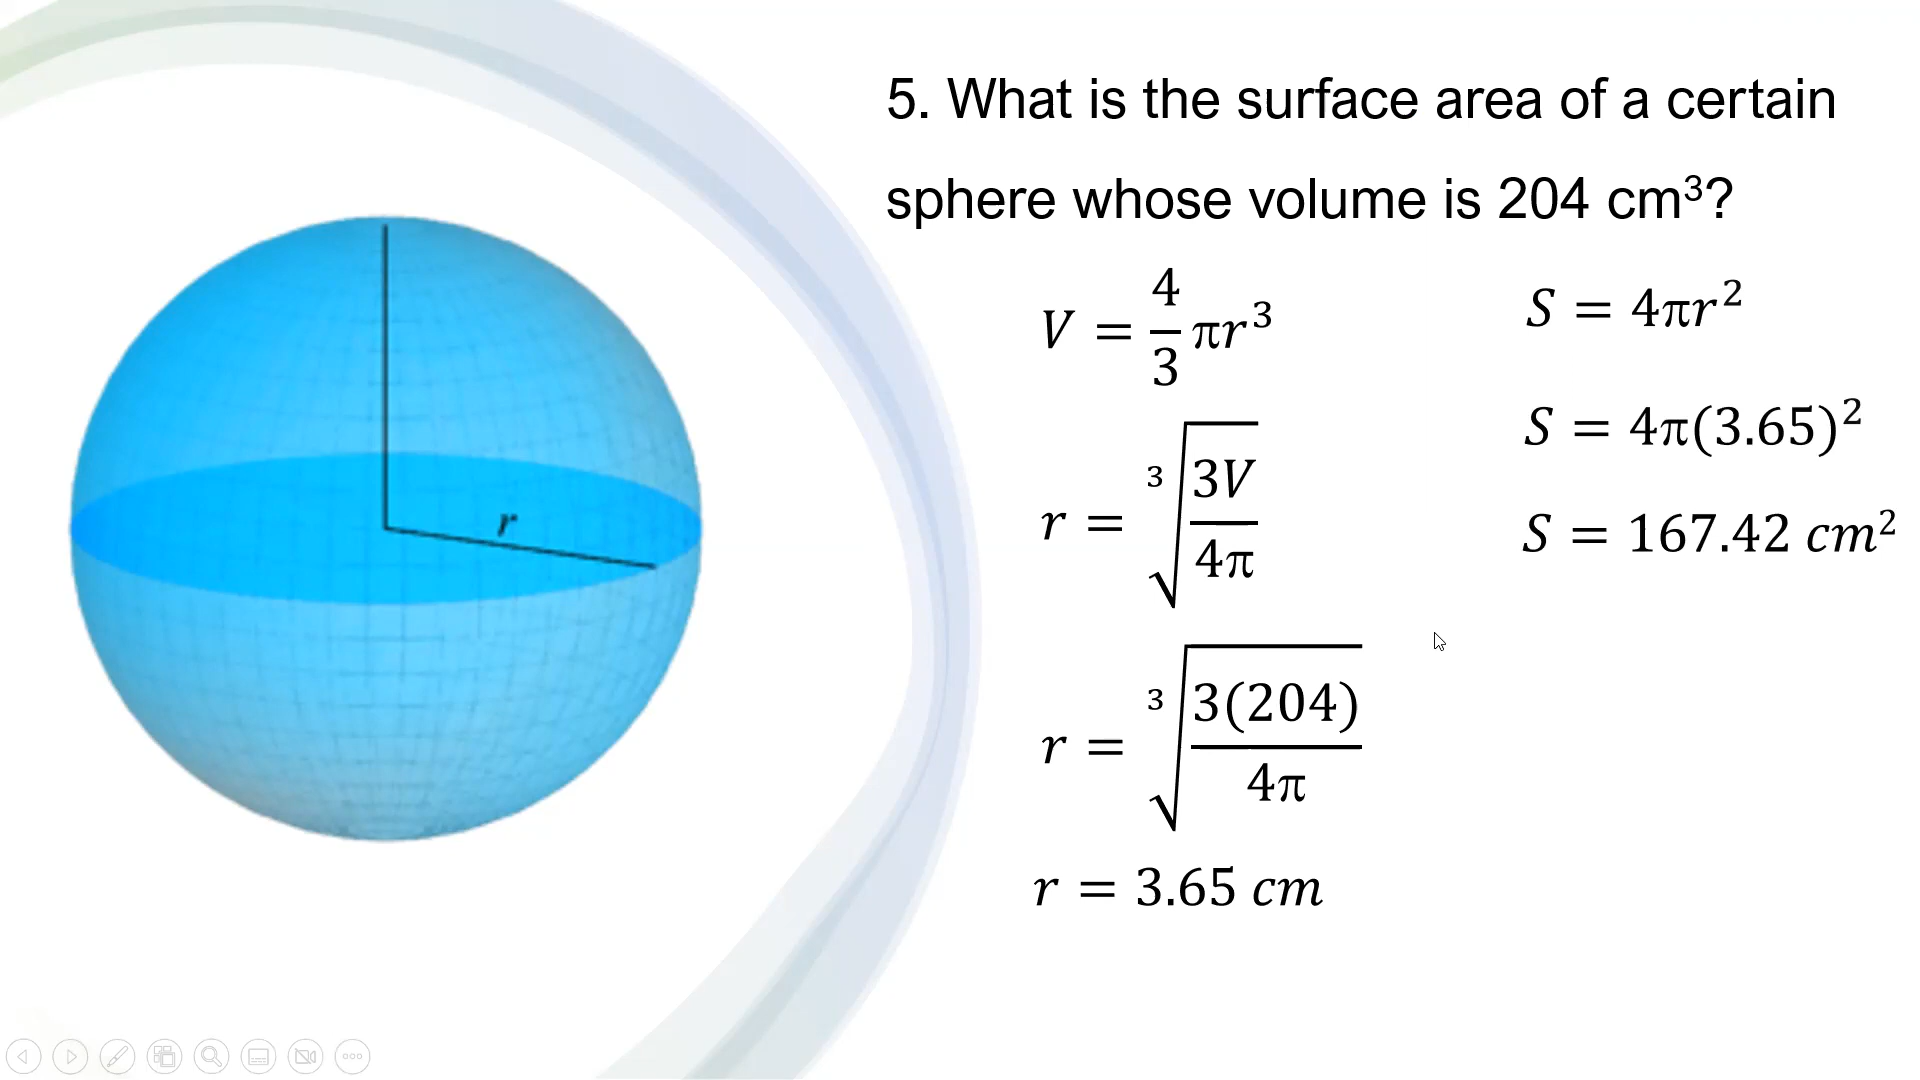 5. What is the surface area of a certain
sphere whose volume is 204 cm³?
V = 4/3 πr³
r = ∛(3V/4π)
r = ∛(3(204)/4π)
r = 3.65 cm
S = 4πr²
S = 4π(3.65)²
S = 167.42 cm²
r